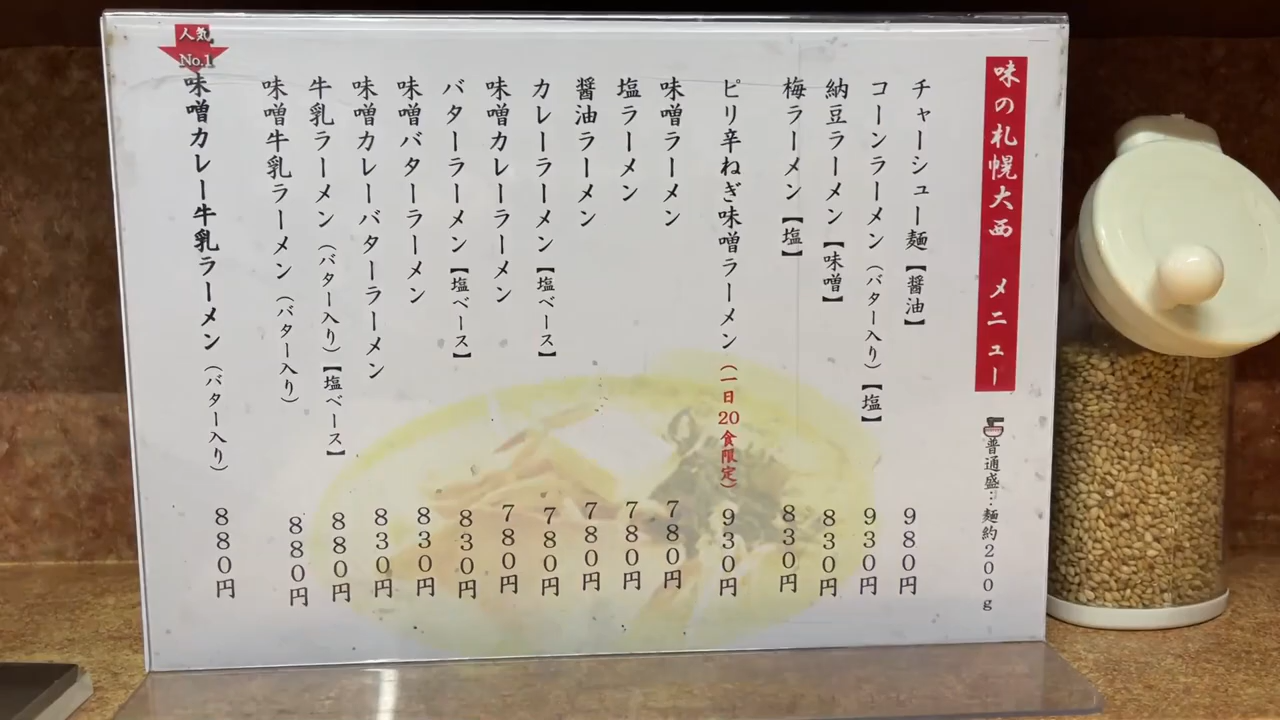 味の札幌大西 メニュー
普通盛:麺約200g
チャーシュー麺【醤油】 980円
コーンラーメン(バター入り)【塩】 930円
納豆ラーメン【味噌】 830円
梅ラーメン【塩】 830円
ピリ辛ねぎ味噌ラーメン(一日20食限定) 930円
味噌ラーメン 780円
塩ラーメン 780円
醤油ラーメン 780円
カレーラーメン【塩ベース】 780円
味噌カレーラーメン 780円
バターラーメン【塩ベース】 830円
味噌バターラーメン 830円
味噌カレーバターラーメン 830円
牛乳ラーメン(バター入り)【塩ベース】 880円
味噌牛乳ラーメン(バター入り) 880円
人気
No.1
味噌カレー牛乳ラーメン(バター入り) 880円